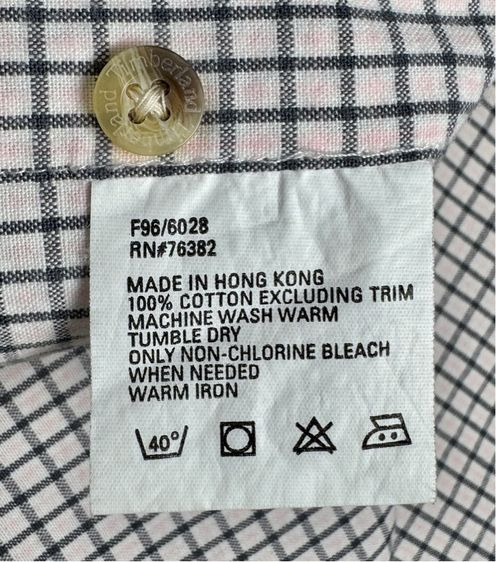 Timberland
Timberland
F96/6028
RN#76382
MADE IN HONG KONG
100% COTTON EXCLUDING TRIM
MACHINE WASH WARM
TUMBLE DRY
ONLY NON-CHLORINE BLEACH
WHEN NEEDED
WARM IRON
40°